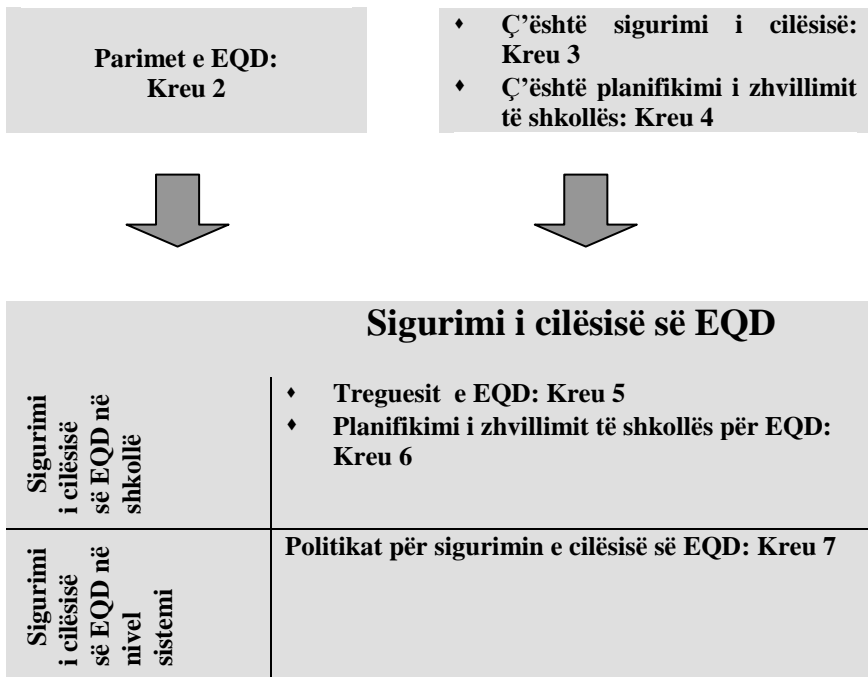 Parimet e EQD:
Kreu 2
♦ Ç’është sigurimi i cilësisë:
Kreu 3
♦ Ç’është planifikimi i zhvillimit
të shkollës: Kreu 4
Sigurimi i cilësisë së EQD
Sigurimi
i cilësisë
së EQD në
shkollë
♦ Treguesit e EQD: Kreu 5
♦ Planifikimi i zhvillimit të shkollës për EQD:
Kreu 6
Sigurimi
i cilësisë
së EQD në
nivel
sistemi
Politikat për sigurimin e cilësisë së EQD: Kreu 7